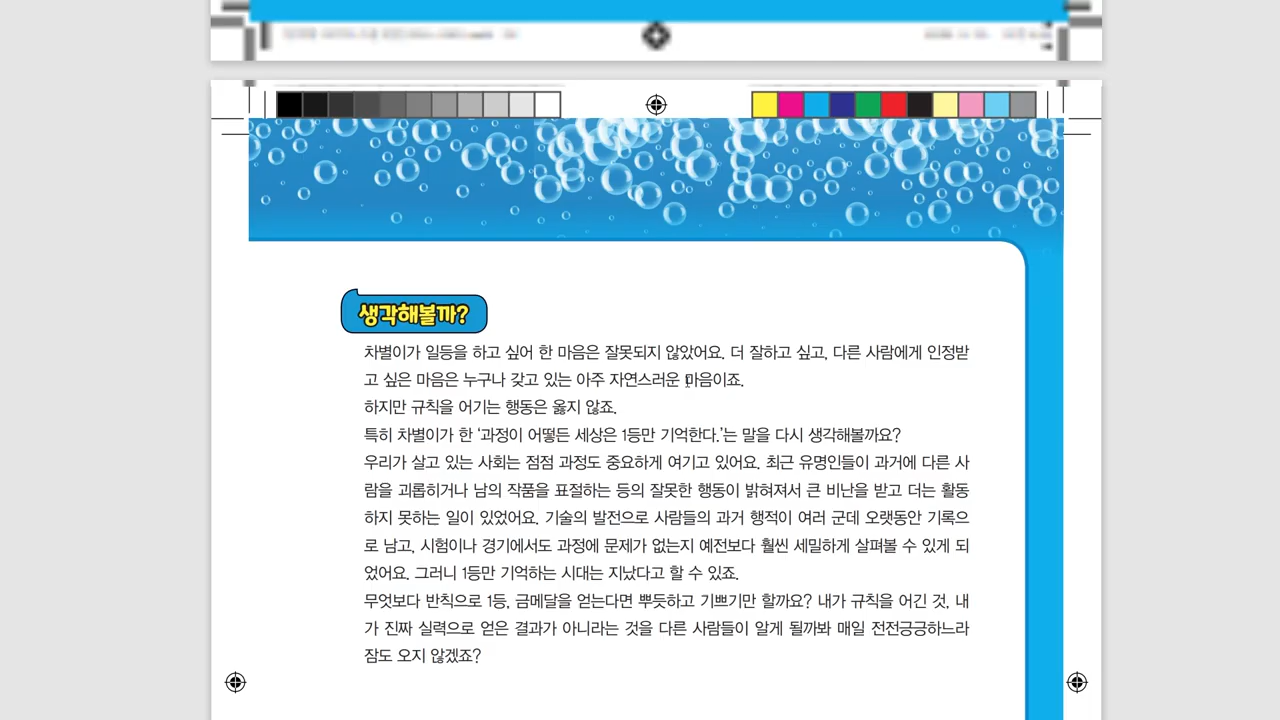 생각해볼까?
차별이가 일등을 하고 싶어 한 마음은 잘못되지 않았어요. 더 잘하고 싶고, 다른 사람에게 인정받
고 싶은 마음은 누구나 갖고 있는 아주 자연스러운 마음이죠.
하지만 규칙을 어기는 행동은 옳지 않죠.
특히 차별이가 한 ‘과정이 어떻든 세상은 1등만 기억한다.’는 말을 다시 생각해볼까요?
우리가 살고 있는 사회는 점점 과정도 중요하게 여기고 있어요. 최근 유명인들이 과거에 다른 사
람을 괴롭히거나 남의 작품을 표절하는 등의 잘못한 행동이 밝혀져서 큰 비난을 받고 더는 활동
하지 못하는 일이 있었어요. 기술의 발전으로 사람들의 과거 행적이 여러 군데 오랫동안 기록으
로 남고, 시험이나 경기에서도 과정에 문제가 없는지 예전보다 훨씬 세밀하게 살펴볼 수 있게 되
었어요. 그러니 1등만 기억하는 시대는 지났다고 할 수 있죠.
무엇보다 반칙으로 1등, 금메달을 얻는다면 뿌듯하고 기쁘기만 할까요? 내가 규칙을 어긴 것, 내
가 진짜 실력으로 얻은 결과가 아니라는 것을 다른 사람들이 알게 될까봐 매일 전전긍긍하느라
잠도 오지 않겠죠?